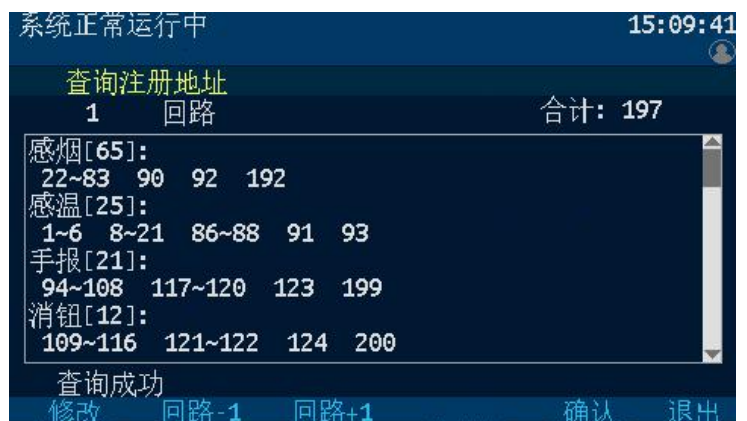 系统正常运行中 15:09:41
查询注册地址
1 回路 合计: 197
感烟[65]:
22~83 90 92 192
感温[25]:
1~6 8~21 86~88 91 93
手报[21]:
94~108 117~120 123 199
消钮[12]:
109~116 121~122 124 200
查询成功
修改 回路-1 回路+1 确认 退出